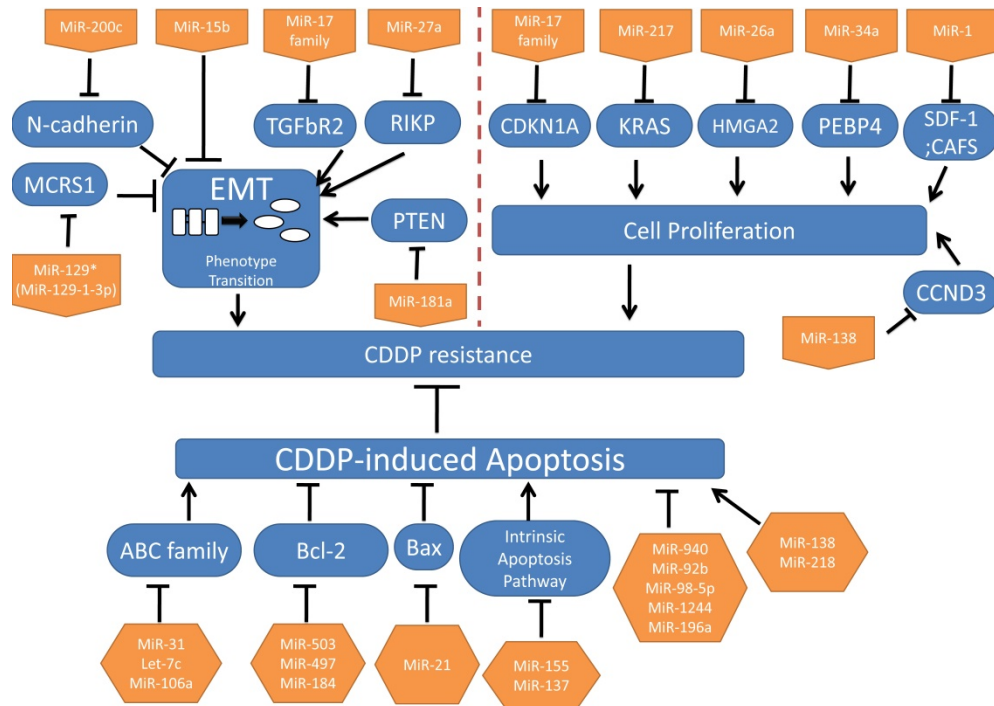 MiR-200c
MiR-15b
MiR-17
family
MiR-27a
MiR-17
family
MiR-217
MiR-26a
MiR-34a
MiR-1
N-cadherin
TGFbR2
RIKP
CDKN1A
KRAS
HMGA2
PEBP4
SDF-1
;CAFS
MCRS1
EMT
Phenotype
Transition
PTEN
Cell Proliferation
MiR-129*
(MiR-129-1-3p)
MiR-181a
CCND3
MiR-138
CDDP resistance
CDDP-induced Apoptosis
ABC family
Bcl-2
Bax
Intrinsic
Apoptosis
Pathway
MiR-940
MiR-92b
MiR-98-5p
MiR-1244
MiR-196a
MiR-138
MiR-218
MiR-31
Let-7c
MiR-106a
MiR-503
MiR-497
MiR-184
MiR-21
MiR-155
MiR-137